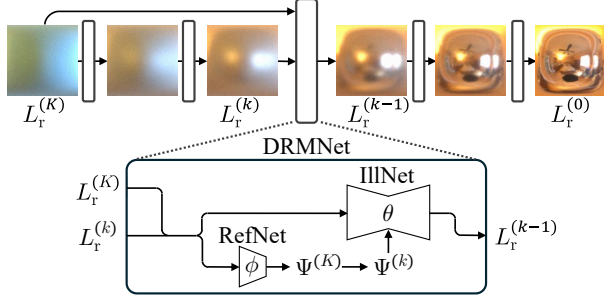 L_r^{(K)} L_r^{(k)} L_r^{(k-1)} L_r^{(0)}
DRMNet
IllNet
L_r^{(K)}
θ
L_r^{(k)} L_r^{(k-1)}
RefNet
ϕ Ψ^{(K)} Ψ^{(k)}